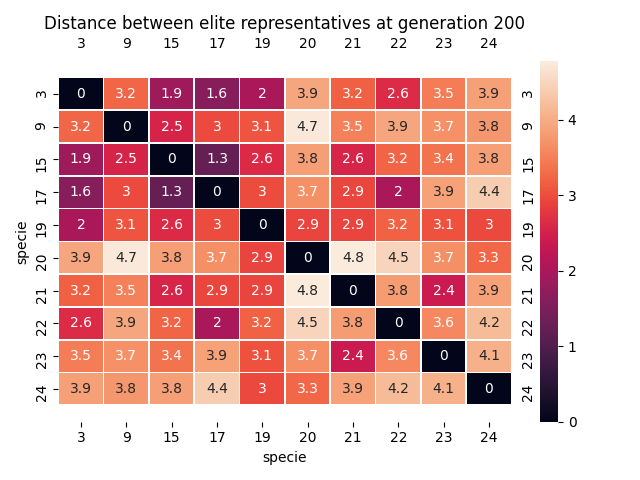 Distance between elite representatives at generation 200
3 9 15 17 19 20 21 22 23 24
3 0 3.2 1.9 1.6 2 3.9 3.2 2.6 3.5 3.9 3
9 3.2 0 2.5 3 3.1 4.7 3.5 3.9 3.7 3.8 9
15 1.9 2.5 0 1.3 2.6 3.8 2.6 3.2 3.4 3.8 15
17 1.6 3 1.3 0 3 3.7 2.9 2 3.9 4.4 17
19 2 3.1 2.6 3 0 2.9 2.9 3.2 3.1 3 19
20 3.9 4.7 3.8 3.7 2.9 0 4.8 4.5 3.7 3.3 20
21 3.2 3.5 2.6 2.9 2.9 4.8 0 3.8 2.4 3.9 21
22 2.6 3.9 3.2 2 3.2 4.5 3.8 0 3.6 4.2 22
23 3.5 3.7 3.4 3.9 3.1 3.7 2.4 3.6 0 4.1 23
24 3.9 3.8 3.8 4.4 3 3.3 3.9 4.2 4.1 0 24
3 9 15 17 19 20 21 22 23 24
specie
specie
4
3
2
1
0